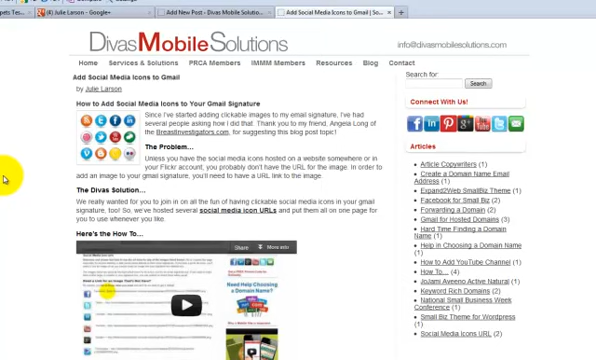 (4) Julie Larson - Google+
Add New Post - Divas Mobile Solution...
Add Social Media Icons to Gmail | So...
DivasMobileSolutions
info@divasmobilesolutions.com
Home Services & Solutions PRCA Members IMMM Members Resources Blog Contact
Add Social Media Icons to Gmail
by Julie Larson
How to Add Social Media Icons to Your Gmail Signature
Since I've started adding clickable images to my email signature, I've had
several people asking how I did that. Thank you to my friend, Angela Long of
the BreastInvestigators.com, for suggesting this blog post topic!
The Problem...
Unless you have the social media icons hosted on a website somewhere or in
your Flickr account, you probably don't have the URL for the image. In order to
add an image to your gmail signature, you'll need to have a URL link to the image.
The Divas Solution...
We really wanted for you to join in on all the fun of having clickable social media icons in your gmail
signature, too! So, we've hosted several social media icon URLs and put them all on one page for
you to use whenever you like.
Here's the How To...
Share More info
Need Help
Choosing a
Domain Name?
Search for:
Search
Connect With Us!
Articles
Article Copywriters (1)
Create a Domain Name Email
Address (1)
Expand2Web SmallBiz Theme (1)
Facebook for Small Biz (2)
Forwarding a Domain (2)
Gmail for Hosted Domains (3)
Hard Time Finding a Domain
Name (1)
Help in Choosing a Domain Name
(1)
How to Add YouTube Channel (1)
How To... (4)
JoJami Aveeno Active Natural (1)
Keyword Rich Domains (2)
National Small Business Week
Conference (1)
Small Biz Theme for Wordpress
(1)
Social Media Icons URL (2)